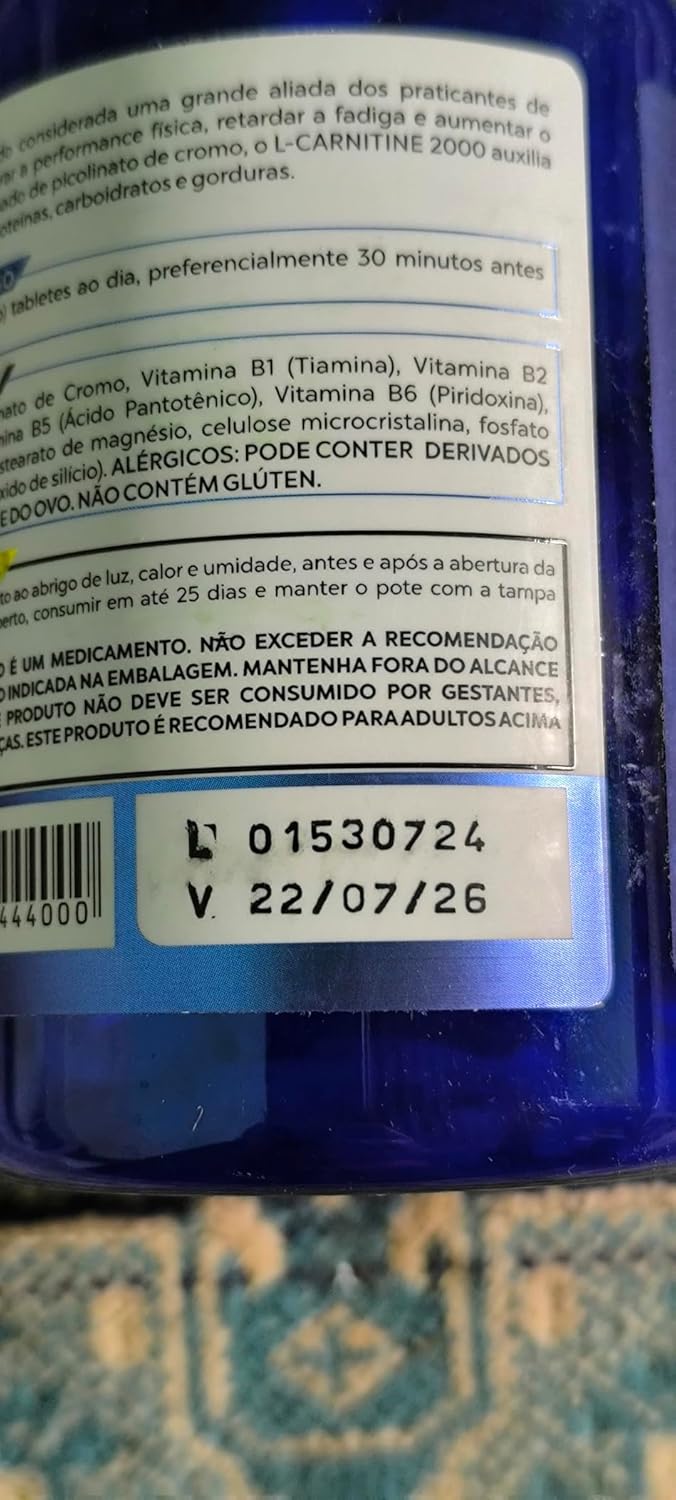 considerada uma grande aliada dos praticantes de
a performance física, retardar a fadiga e aumentar o
de picolinato de cromo, o L-CARNITINE 2000 auxilia
carboidratos e gorduras.
tabletes ao dia, preferencialmente 30 minutos antes
de Cromo, Vitamina B1 (Tiamina), Vitamina B2
B5 (Ácido Pantotênico), Vitamina B6 (Piridoxina),
stearato de magnésio, celulose microcristalina, fosfato
xido de silício). ALÉRGICOS: PODE CONTER DERIVADOS
E DO OVO. NÃO CONTÉM GLÚTEN.
to ao abrigo de luz, calor e umidade, antes e após a abertura da
erto, consumir em até 25 dias e manter o pote com a tampa
O É UM MEDICAMENTO. NÃO EXCEDER A RECOMENDAÇÃO
INDICADA NA EMBALAGEM. MANTENHA FORA DO ALCANCE
PRODUTO NÃO DEVE SER CONSUMIDO POR GESTANTES,
ÇAS. ESTE PRODUTO É RECOMENDADO PARA ADULTOS ACIMA
444000
L 01530724
V. 22/07/26